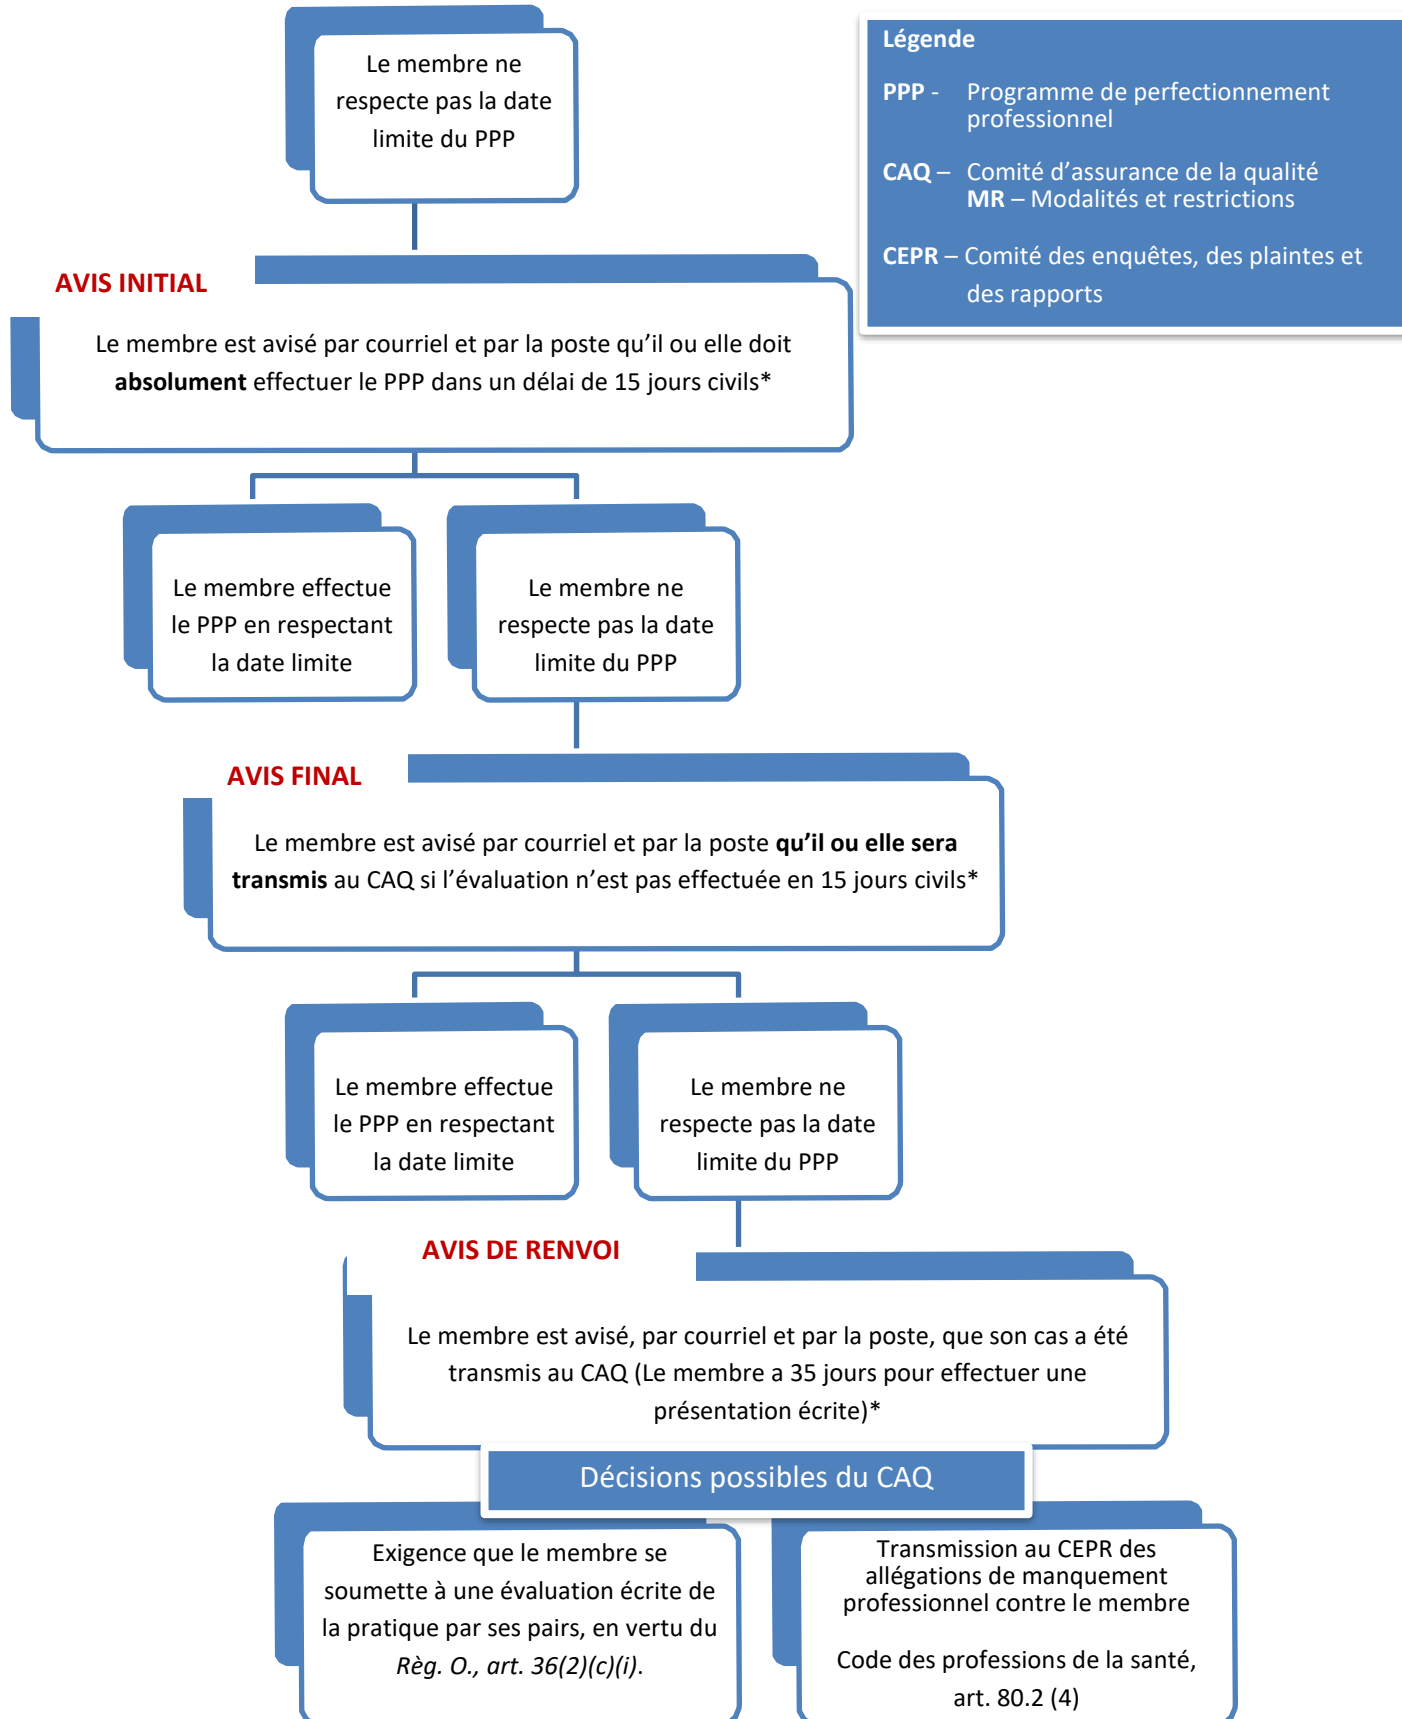 Le membre ne
respecte pas la date
limite du PPP
Légende
PPP - Programme de perfectionnement
professionnel
CAQ – Comité d’assurance de la qualité
MR – Modalités et restrictions
CEPR – Comité des enquêtes, des plaintes et
des rapports
AVIS INITIAL
Le membre est avisé par courriel et par la poste qu’il ou elle doit
absolument effectuer le PPP dans un délai de 15 jours civils*
Le membre effectue
le PPP en respectant
la date limite
Le membre ne
respecte pas la date
limite du PPP
AVIS FINAL
Le membre est avisé par courriel et par la poste qu’il ou elle sera
transmis au CAQ si l’évaluation n’est pas effectuée en 15 jours civils*
Le membre effectue
le PPP en respectant
la date limite
Le membre ne
respecte pas la date
limite du PPP
AVIS DE RENVOI
Le membre est avisé, par courriel et par la poste, que son cas a été
transmis au CAQ (Le membre a 35 jours pour effectuer une
présentation écrite)*
Décisions possibles du CAQ
Exigence que le membre se
soumette à une évaluation écrite de
la pratique par ses pairs, en vertu du
Règ. O., art. 36(2)(c)(i).
Transmission au CEPR des
allégations de manquement
professionnel contre le membre
Code des professions de la santé,
art. 80.2 (4)